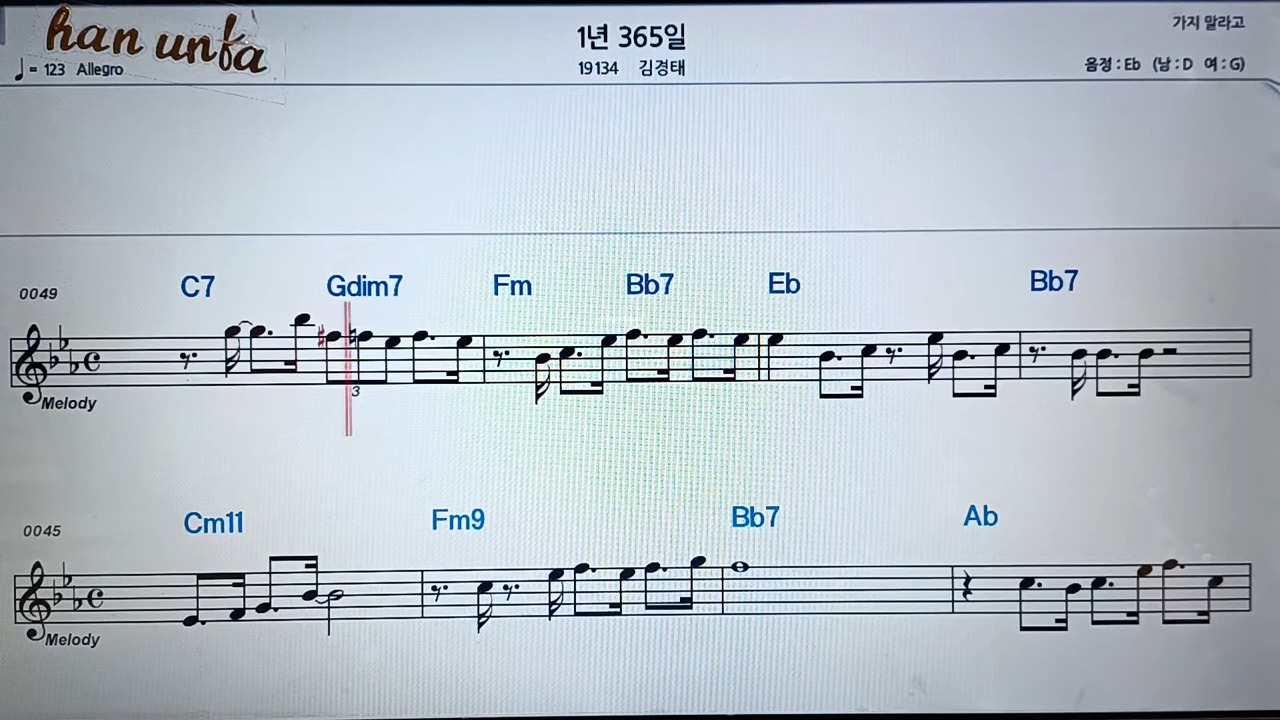 han unfa
1년 365일
가지 말라고
♩= 123 Allegro
19134 김경태
음정 : Eb (남 : D 여 : G)
C7 Gdim7 Fm Bb7 Eb Bb7
0049
3
Melody
Cm11 Fm9 Bb7 Ab
0045
Melody